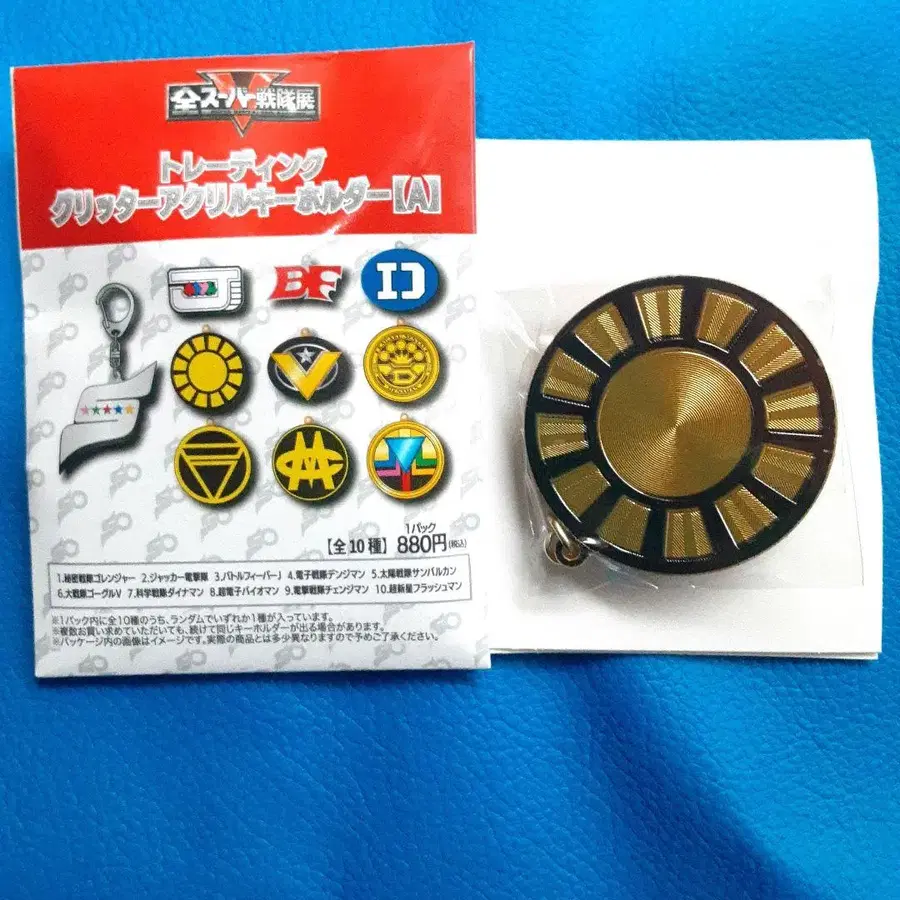 全スーパー戦隊展
トレーディング
クリッターアクリルキーホルダー【A】
BF
【全10種】
1パック
880円(税込)
1.秘密戦隊ゴレンジャー 2.ジャッカー電撃隊 3.バトルフィーバーJ 4.電子戦隊デンジマン 5.太陽戦隊サンバルカン
6.大戦隊ゴーグルV 7.科学戦隊ダイナマン 8.超電子バイオマン 9.電撃戦隊チェンジマン 10.超新星フラッシュマン
※1パック内に全10種のうち、ランダムでいずれか1種が入っています。
※複数お買い求めていただいても、続けて同じキーホルダーが出る場合があります。
※パッケージ内の画像はイメージです。実際の商品とは多少異なりますので予めご了承ください。